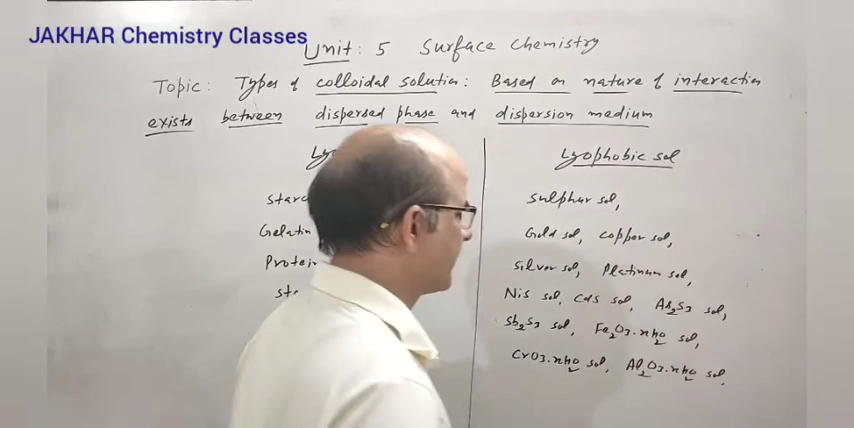 JAKHAR Chemistry Classes
Unit: 5 Surface Chemistry
Topic: Types of colloidal solution: Based on nature of interaction
exists between dispersed phase and dispersion medium
Lyophobic sol
Sulphur sol,
Gelatin
Gold sol, Copper sol,
Protein
Silver sol, Platinum sol,
NiS sol, CdS sol, As2S3 sol,
Sb2S3 sol, Fe2O3.xH2O sol,
CrO3.xH2O sol, Al2O3.xH2O sol.